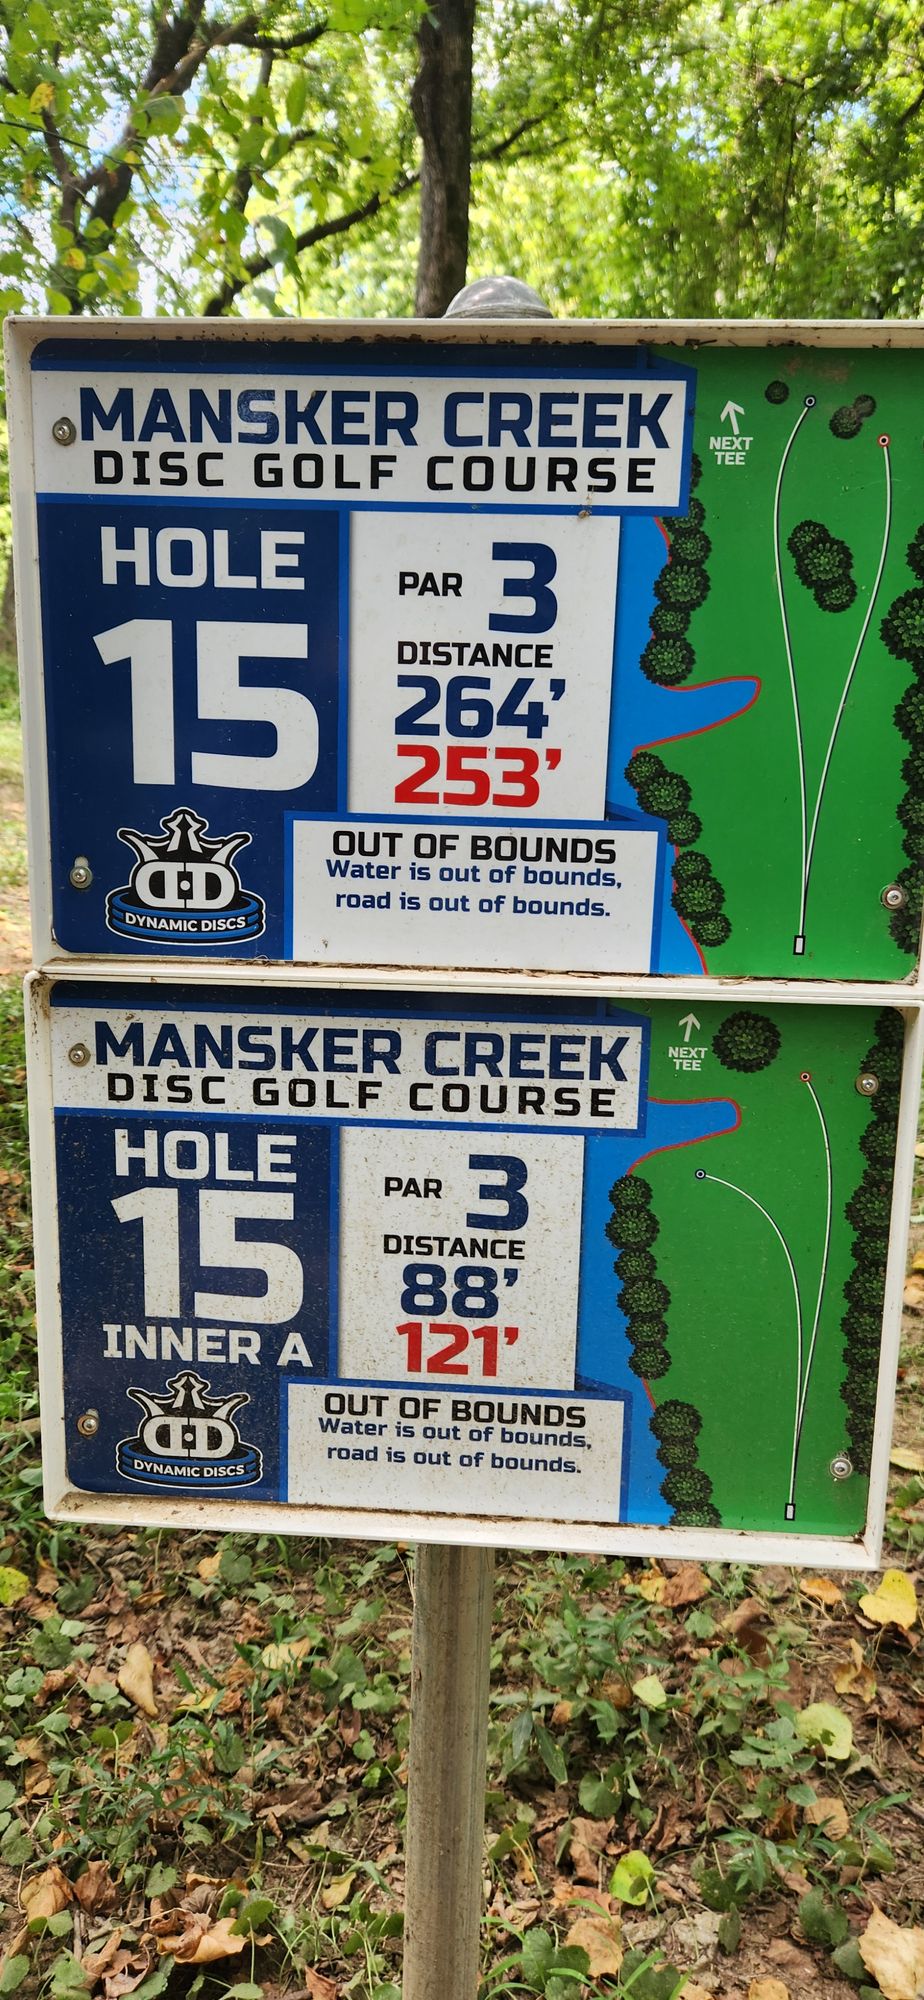 MANSKER CREEK
DISC GOLF COURSE
HOLE
15
PAR 3
DISTANCE
264'
253'
OUT OF BOUNDS
Water is out of bounds,
road is out of bounds.
DD
DYNAMIC DISCS
NEXT
TEE
MANSKER CREEK
DISC GOLF COURSE
HOLE
15
INNER A
PAR 3
DISTANCE
88'
121'
OUT OF BOUNDS
Water is out of bounds,
road is out of bounds.
DD
DYNAMIC DISCS
NEXT
TEE